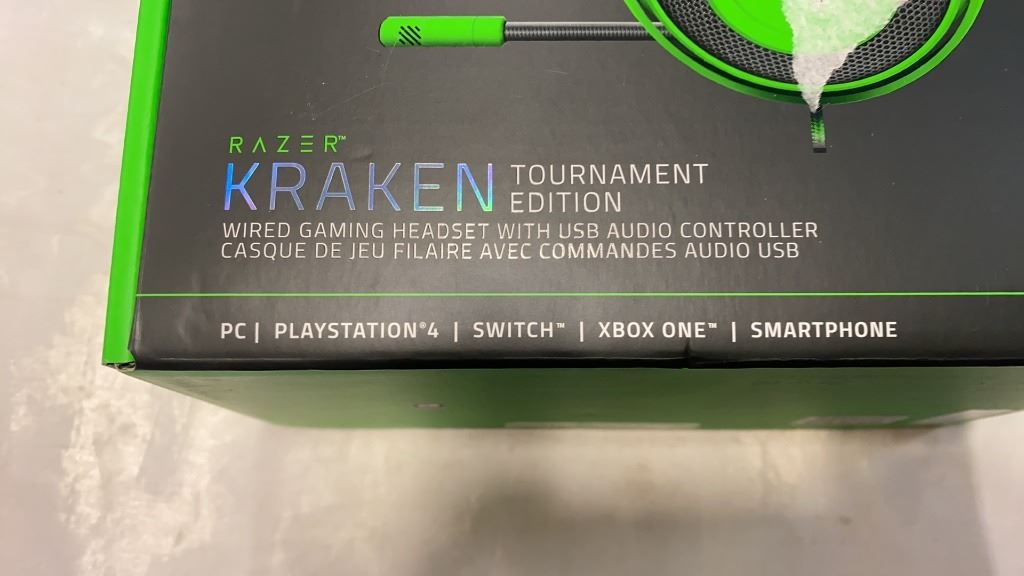 RAZER™
KRAKEN TOURNAMENT EDITION
WIRED GAMING HEADSET WITH USB AUDIO CONTROLLER
CASQUE DE JEU FILAIRE AVEC COMMANDES AUDIO USB
PC | PLAYSTATION®4 | SWITCH™ | XBOX ONE™ | SMARTPHONE